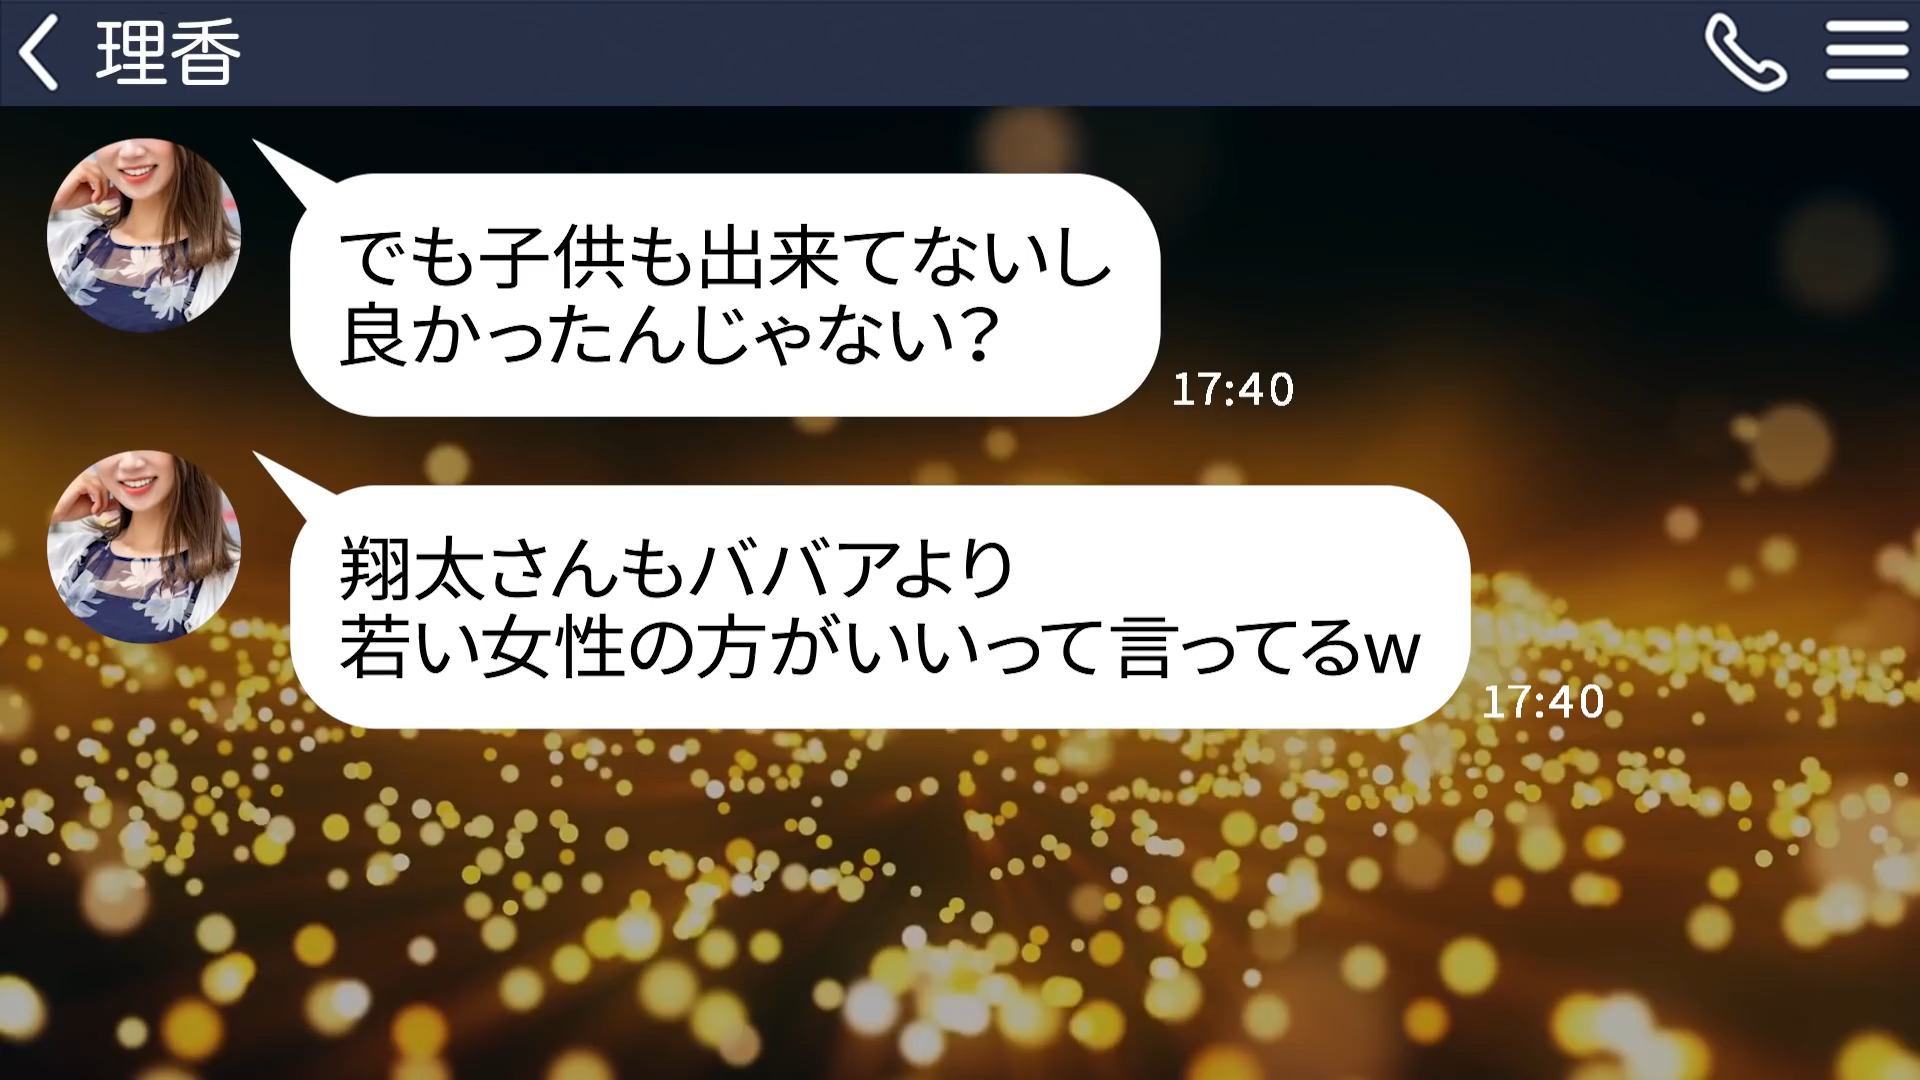 理香
でも子供も出来てないし
良かったんじゃない？
17:40
翔太さんもババアより
若い女性の方がいいって言ってるw
17:40